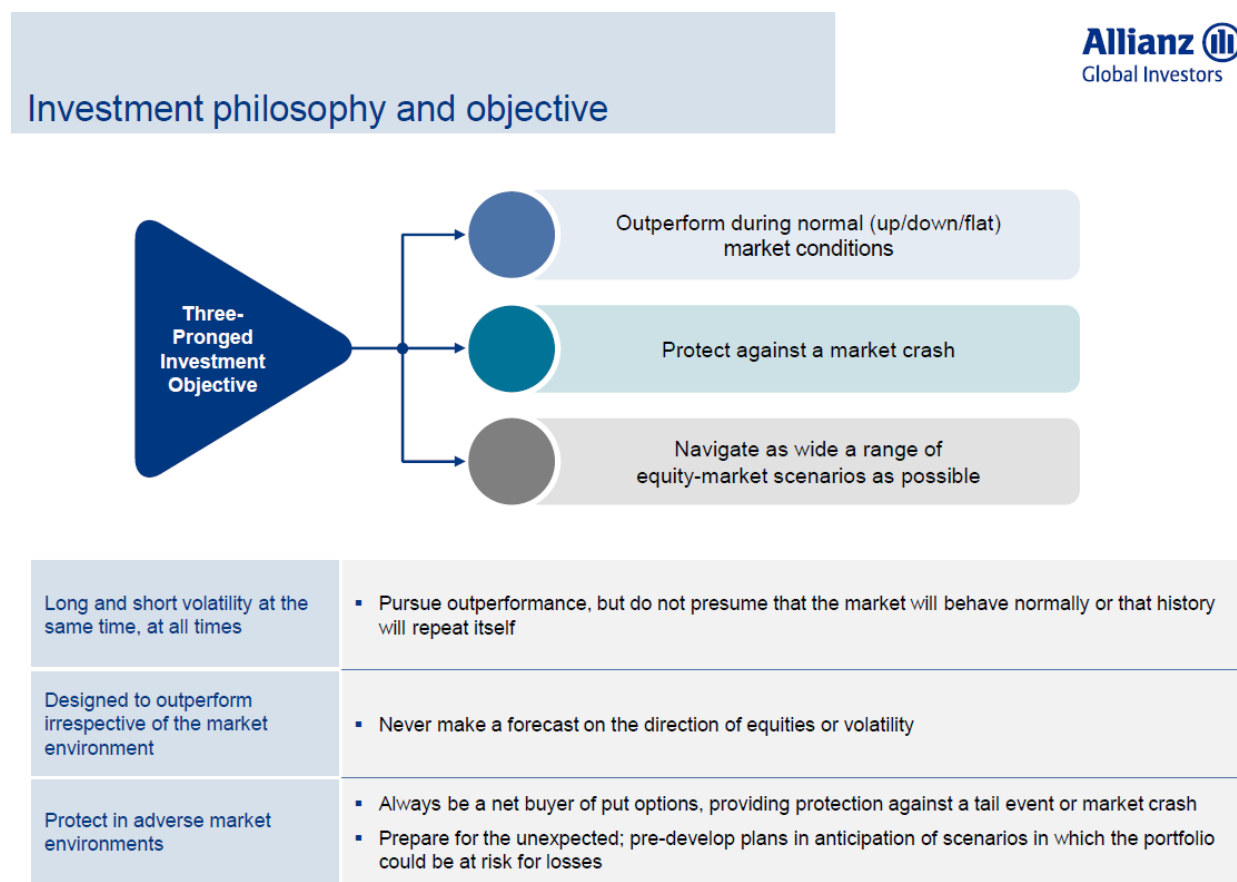 Allianz
Global Investors
Investment philosophy and objective
Three-
Pronged
Investment
Objective
Outperform during normal (up/down/flat)
market conditions
Protect against a market crash
Navigate as wide a range of
equity-market scenarios as possible
Long and short volatility at the
same time, at all times
▪ Pursue outperformance, but do not presume that the market will behave normally or that history
will repeat itself
Designed to outperform
irrespective of the market
environment
▪ Never make a forecast on the direction of equities or volatility
Protect in adverse market
environments
▪ Always be a net buyer of put options, providing protection against a tail event or market crash
▪ Prepare for the unexpected; pre-develop plans in anticipation of scenarios in which the portfolio
could be at risk for losses